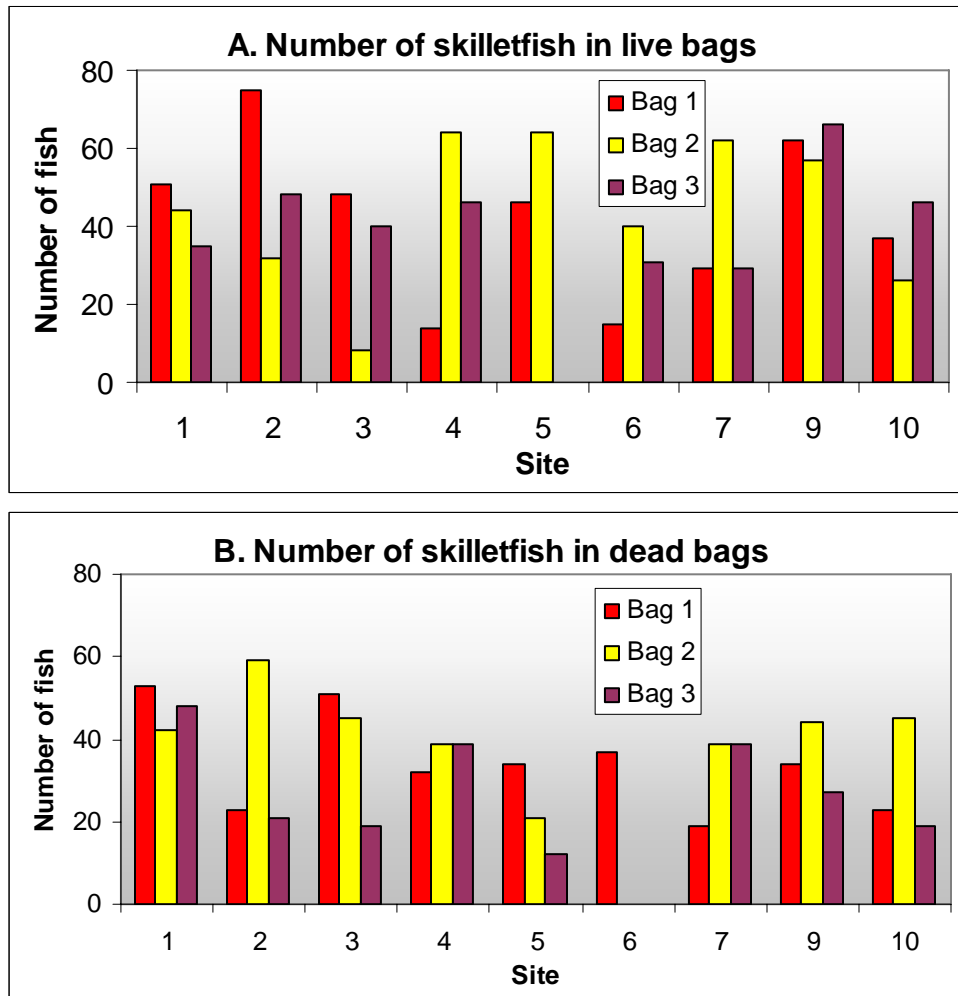 A. Number of skilletfish in live bags
80
60
40
20
0
Number of fish
Bag 1
Bag 2
Bag 3
1 2 3 4 5 6 7 9 10
Site
B. Number of skilletfish in dead bags
80
60
40
20
0
Number of fish
Bag 1
Bag 2
Bag 3
1 2 3 4 5 6 7 9 10
Site